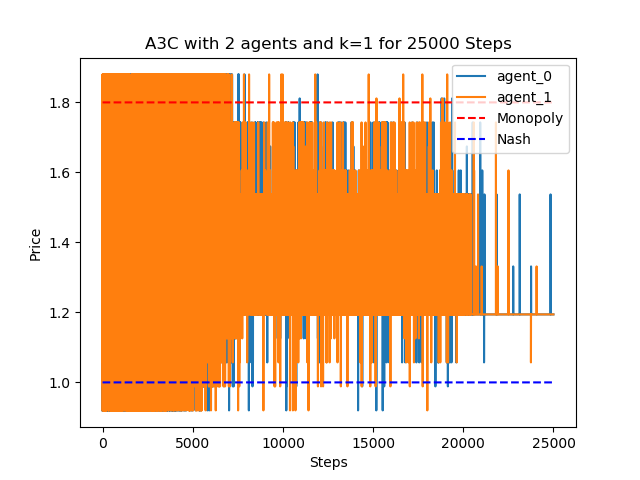 A3C with 2 agents and k=1 for 25000 Steps
agent_0
agent_1
Monopoly
Nash
Price
1.8
1.6
1.4
1.2
1.0
0
5000
10000
15000
20000
25000
Steps